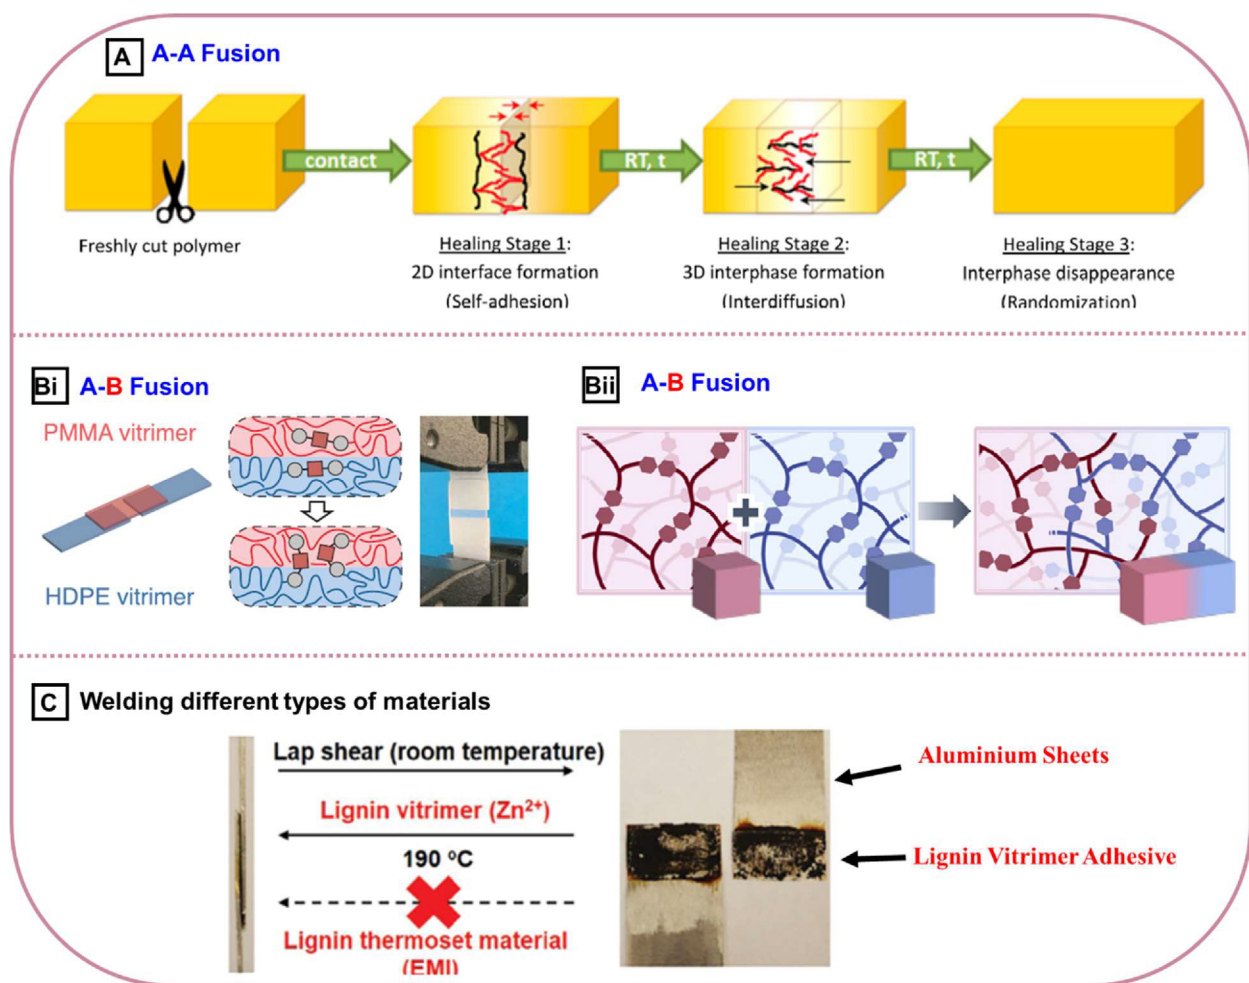 A A-A Fusion
contact
RT, t
RT, t
Freshly cut polymer
Healing Stage 1:
2D interface formation
(Self-adhesion)
Healing Stage 2:
3D interphase formation
(Interdiffusion)
Healing Stage 3:
Interphase disappearance
(Randomization)
Bi A-B Fusion
PMMA vitrimer
HDPE vitrimer
Bii A-B Fusion
C Welding different types of materials
Lap shear (room temperature)
Lignin vitrimer (Zn²⁺)
190 ºC
Lignin thermoset material
(EMI)
Aluminium Sheets
Lignin Vitrimer Adhesive